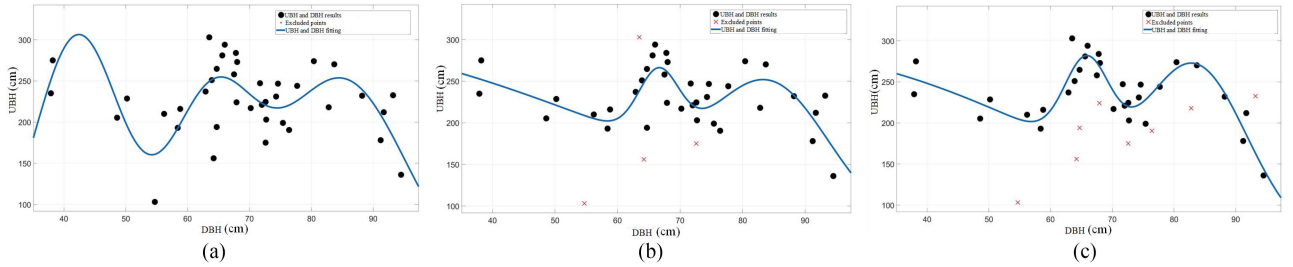 UBH and DBH results
Excluded points
UBH and DBH fitting
300
250
200
150
100
UBH (cm)
40 50 60 70 80 90
DBH (cm)
(a)
UBH and DBH results
Excluded points
UBH and DBH fitting
300
250
200
150
100
UBH (cm)
40 50 60 70 80 90
DBH (cm)
(b)
UBH and DBH results
Excluded points
UBH and DBH fitting
300
250
200
150
100
UBH (cm)
40 50 60 70 80 90
DBH (cm)
(c)